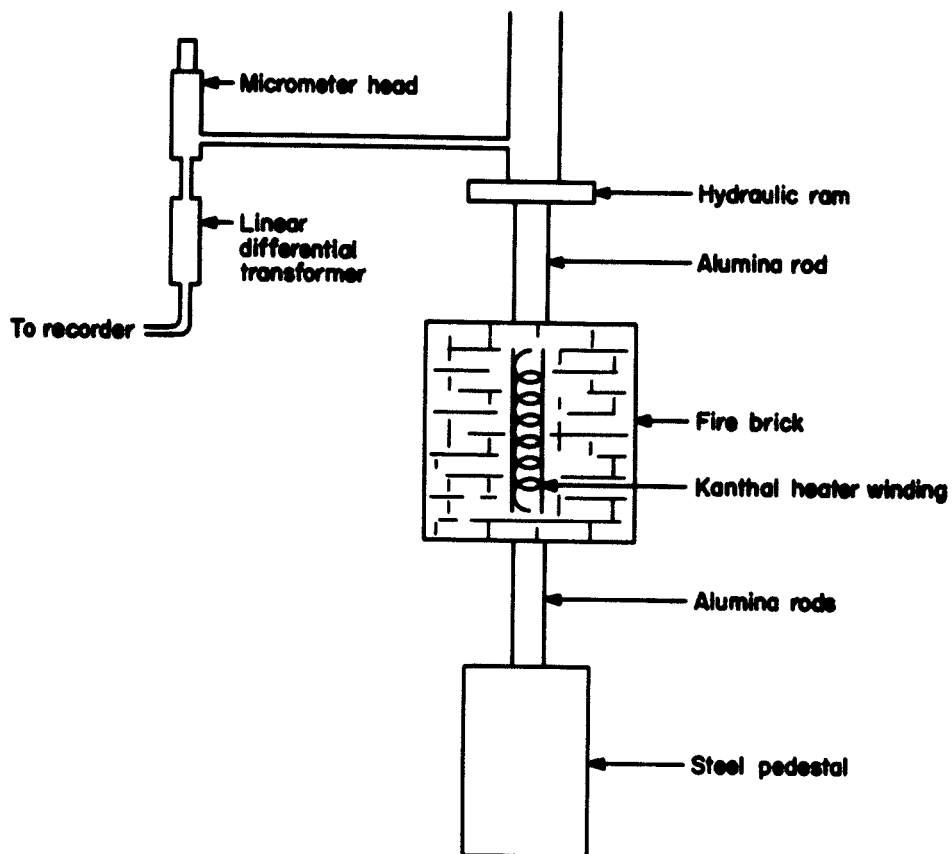 Micrometer head
Hydraulic ram
Linear
differential
transformer
Alumina rod
To recorder
Fire brick
Kanthal heater winding
Alumina rods
Steel pedestal